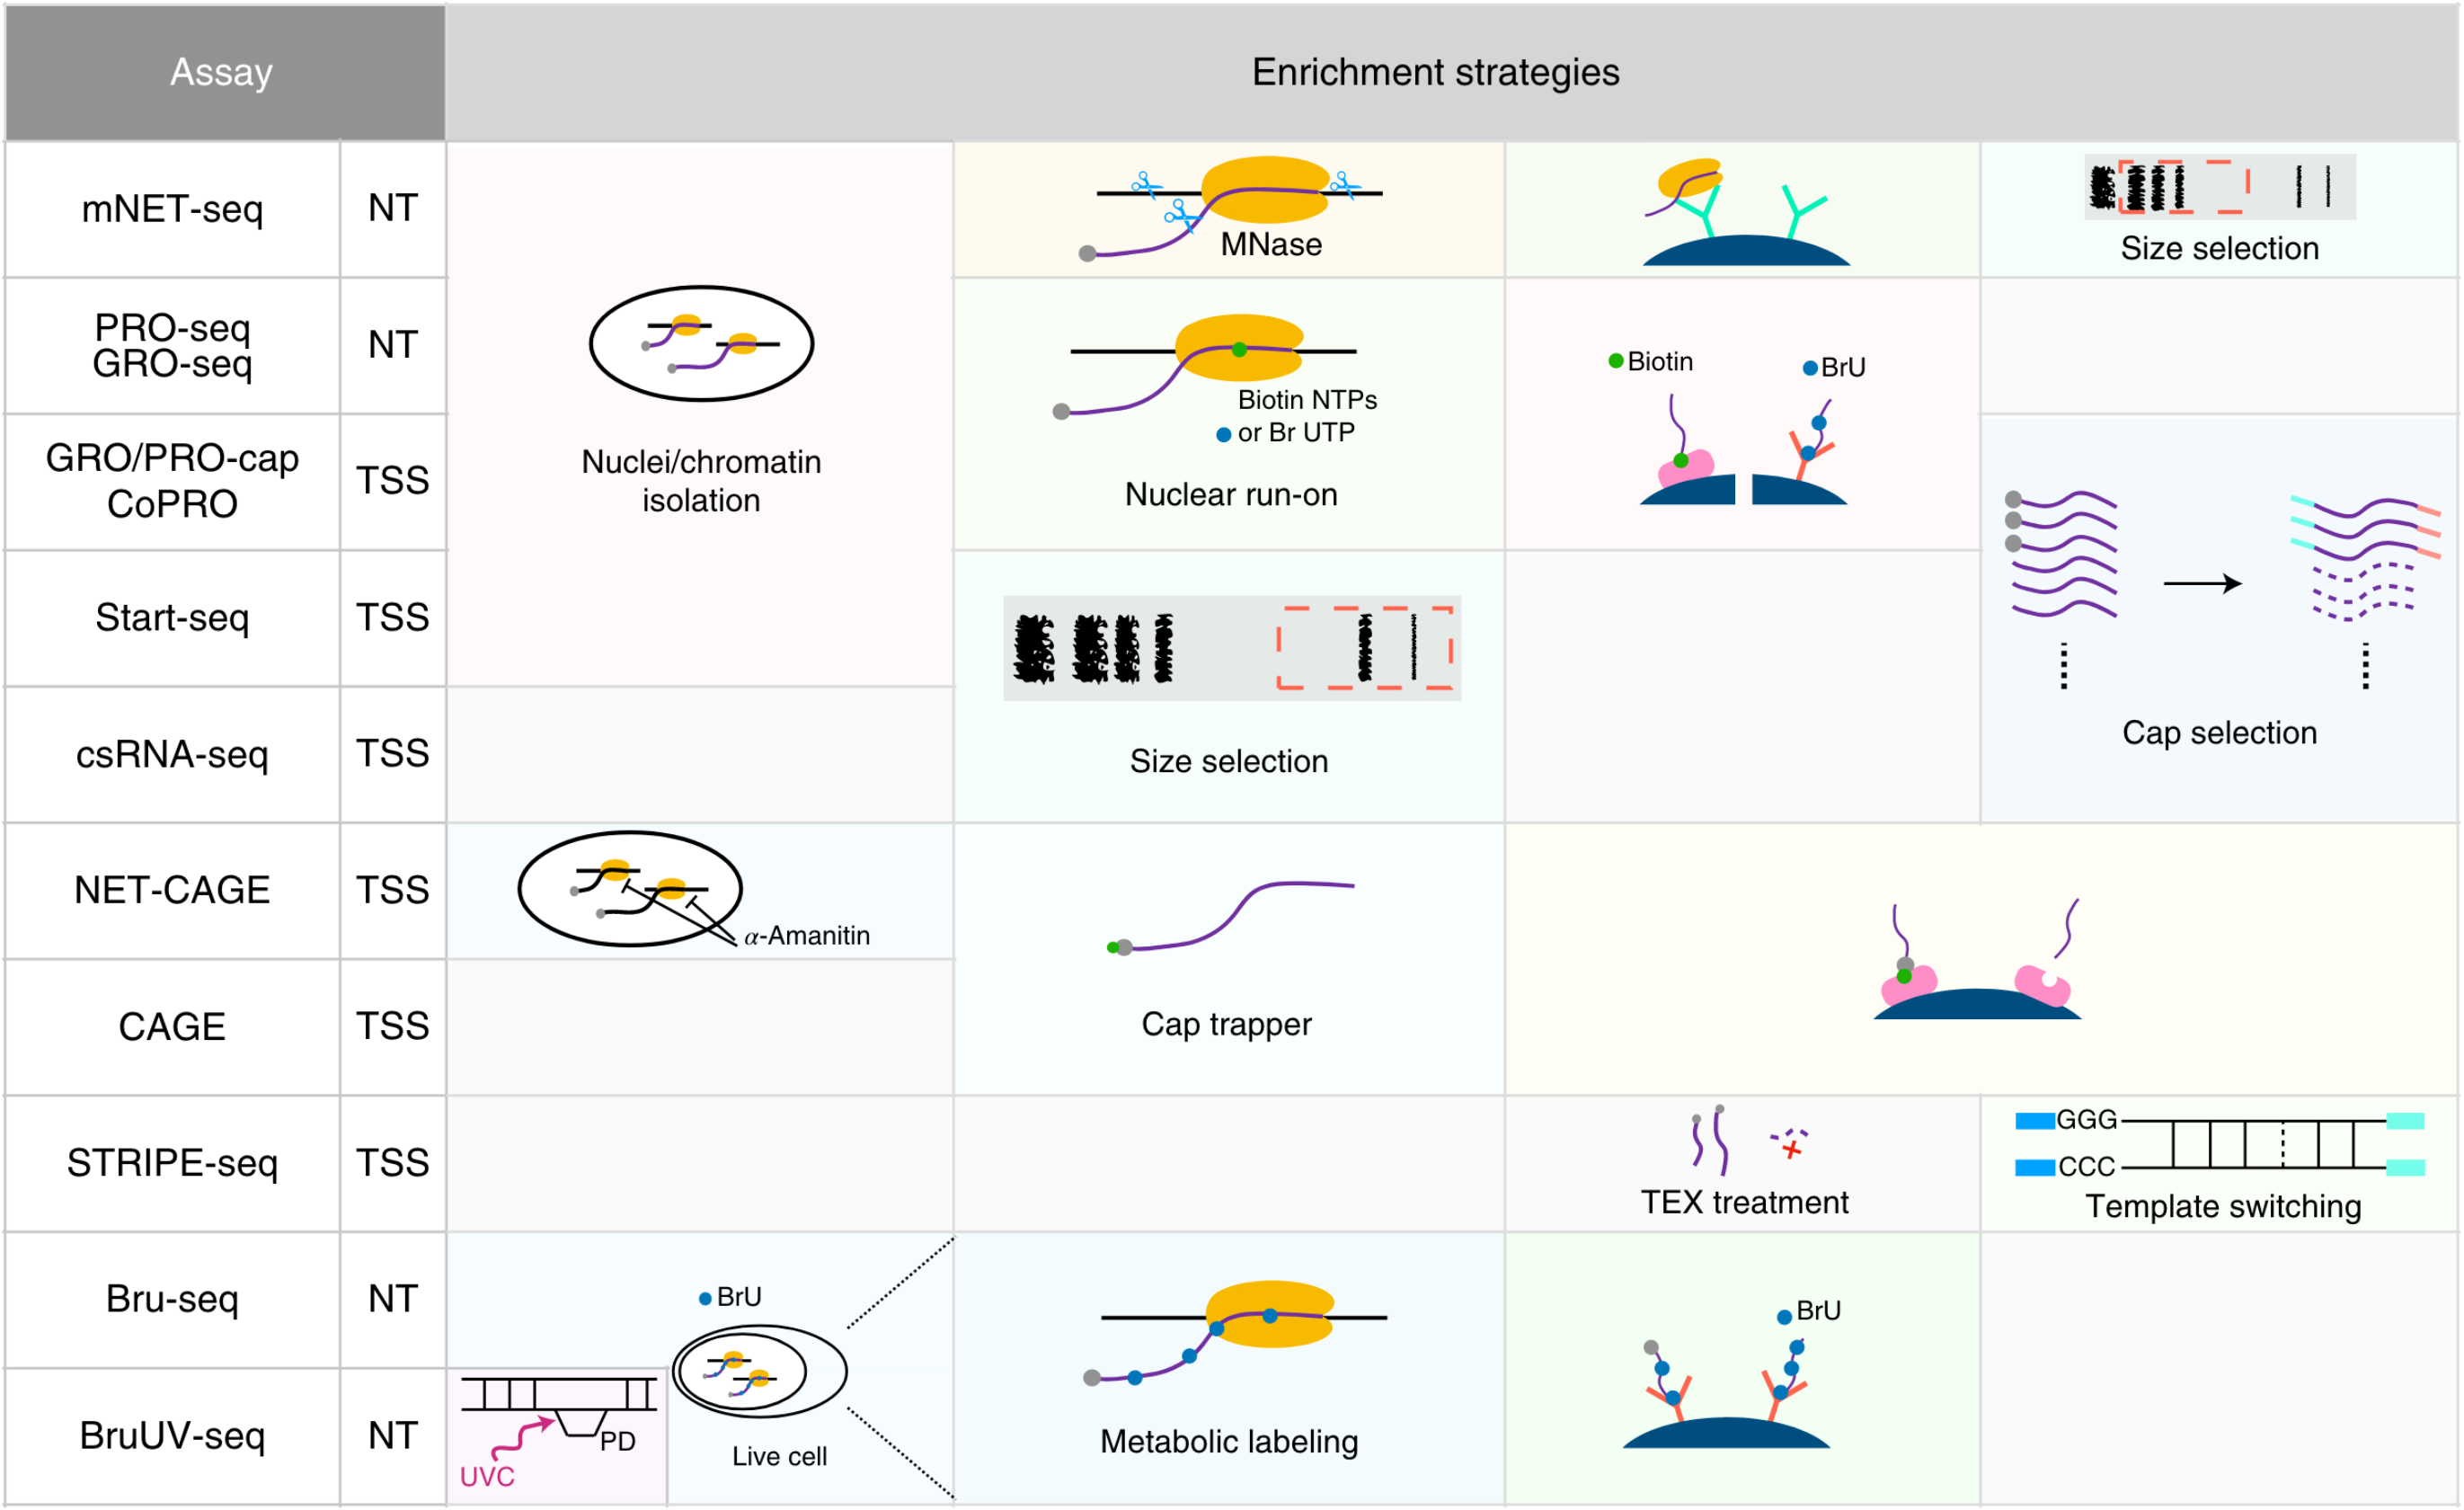 Assay
Enrichment strategies
mNET-seq
NT
MNase
Size selection
PRO-seq
GRO-seq
NT
Nuclei/chromatin
isolation
Biotin NTPs
or Br UTP
Nuclear run-on
Biotin
BrU
GRO/PRO-cap
CoPRO
TSS
Start-seq
TSS
Size selection
Cap selection
csRNA-seq
TSS
NET-CAGE
TSS
α-Amanitin
Cap trapper
CAGE
TSS
STRIPE-seq
TSS
TEX treatment
GGG
CCC
Template switching
Bru-seq
NT
BrU
Live cell
Metabolic labeling
BrU
BruUV-seq
NT
UVC
PD